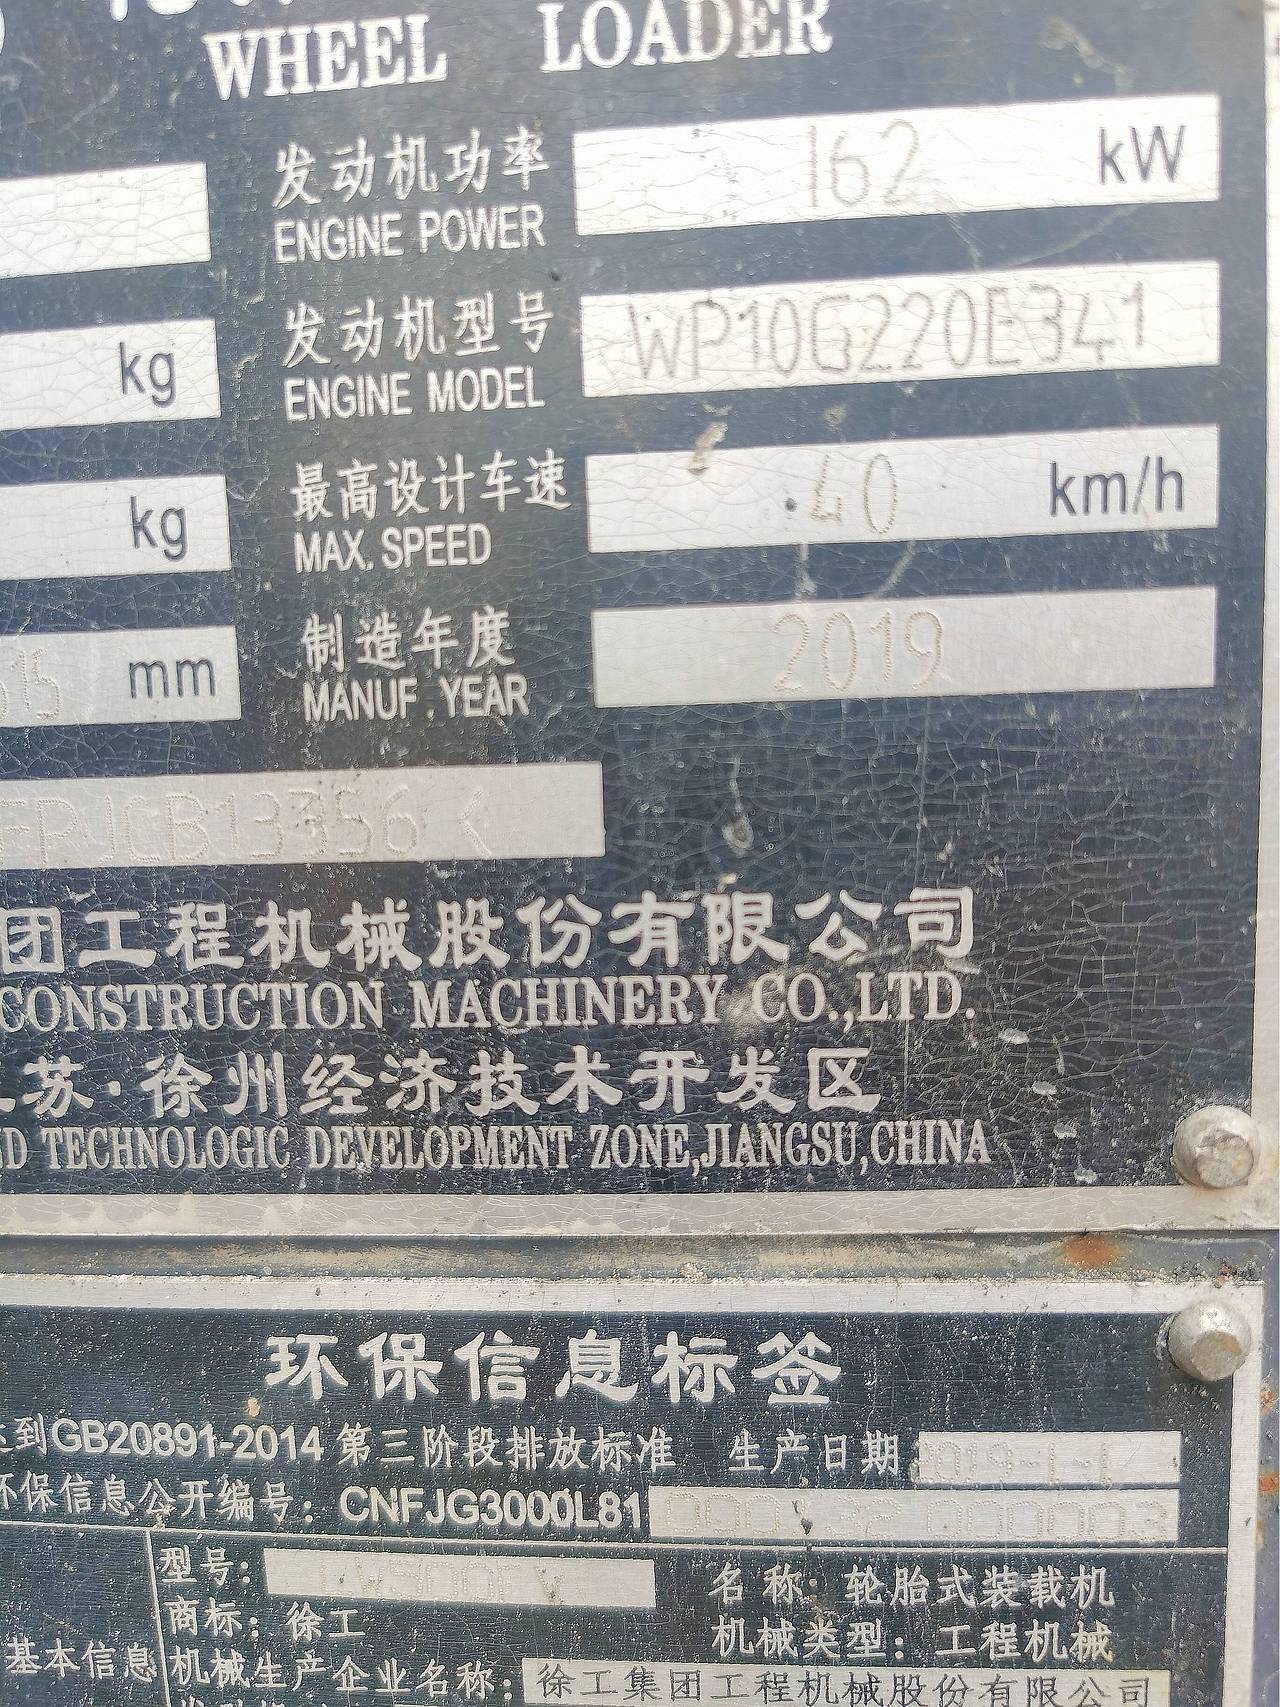 WHEEL LOADER
发动机功率 162 kW
ENGINE POWER
发动机型号 WP10G220E341
kg ENGINE MODEL
最高设计车速 40 km/h
kg MAX. SPEED
制造年度 2019
15 mm MANUF. YEAR
FPJCB13356<
团工程机械股份有限公司
CONSTRUCTION MACHINERY CO.,LTD.
苏·徐州经济技术开发区
D TECHNOLOGIC DEVELOPMENT ZONE,JIANGSU,CHINA
环保信息标签
达到GB20891-2014 第三阶段排放标准 生产日期 019-1-1
环保信息公开编号：CNFJG3000L81
型号： 名称：轮胎式装载机
商标：徐工 机械类型：工程机械
基本信息 机械生产企业名称：徐工集团工程机械股份有限公司